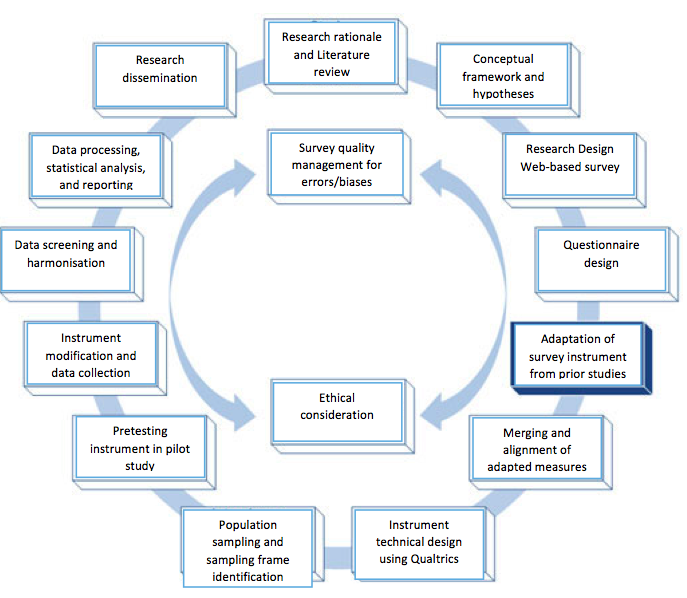 Research rationale
and Literature
review
Conceptual
framework and
hypotheses
Research Design
Web-based survey
Questionnaire
design
Adaptation of
survey instrument
from prior studies
Merging and
alignment of
adapted measures
Instrument
technical design
using Qualtrics
Population
sampling and
sampling frame
identification
Pretesting
instrument in pilot
study
Instrument
modification and
data collection
Data screening and
harmonisation
Data processing,
statistical analysis,
and reporting
Research
dissemination
Survey quality
management for
errors/biases
Ethical
consideration